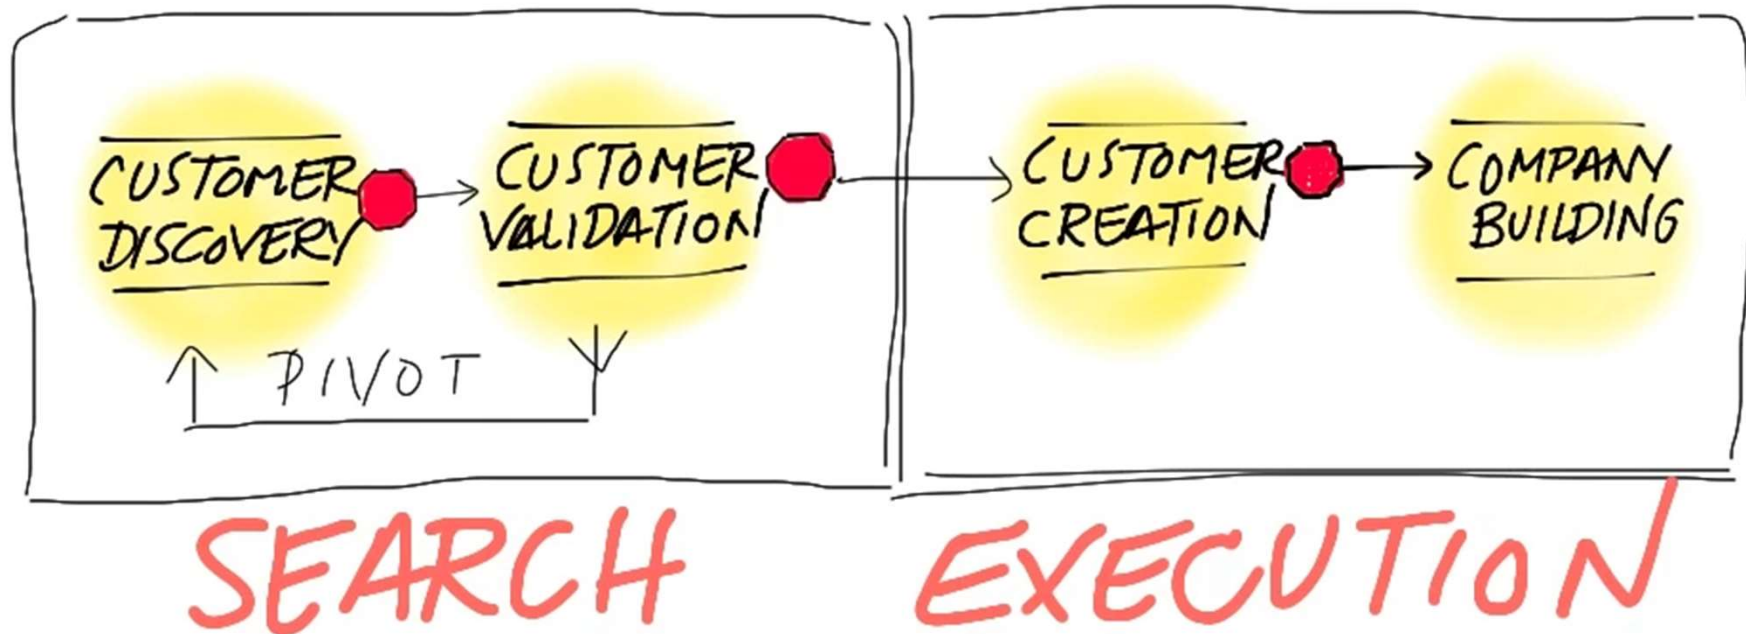 CUSTOMER
DISCOVERY
CUSTOMER
VALIDATION
CUSTOMER
CREATION
COMPANY
BUILDING
PIVOT
SEARCH
EXECUTION